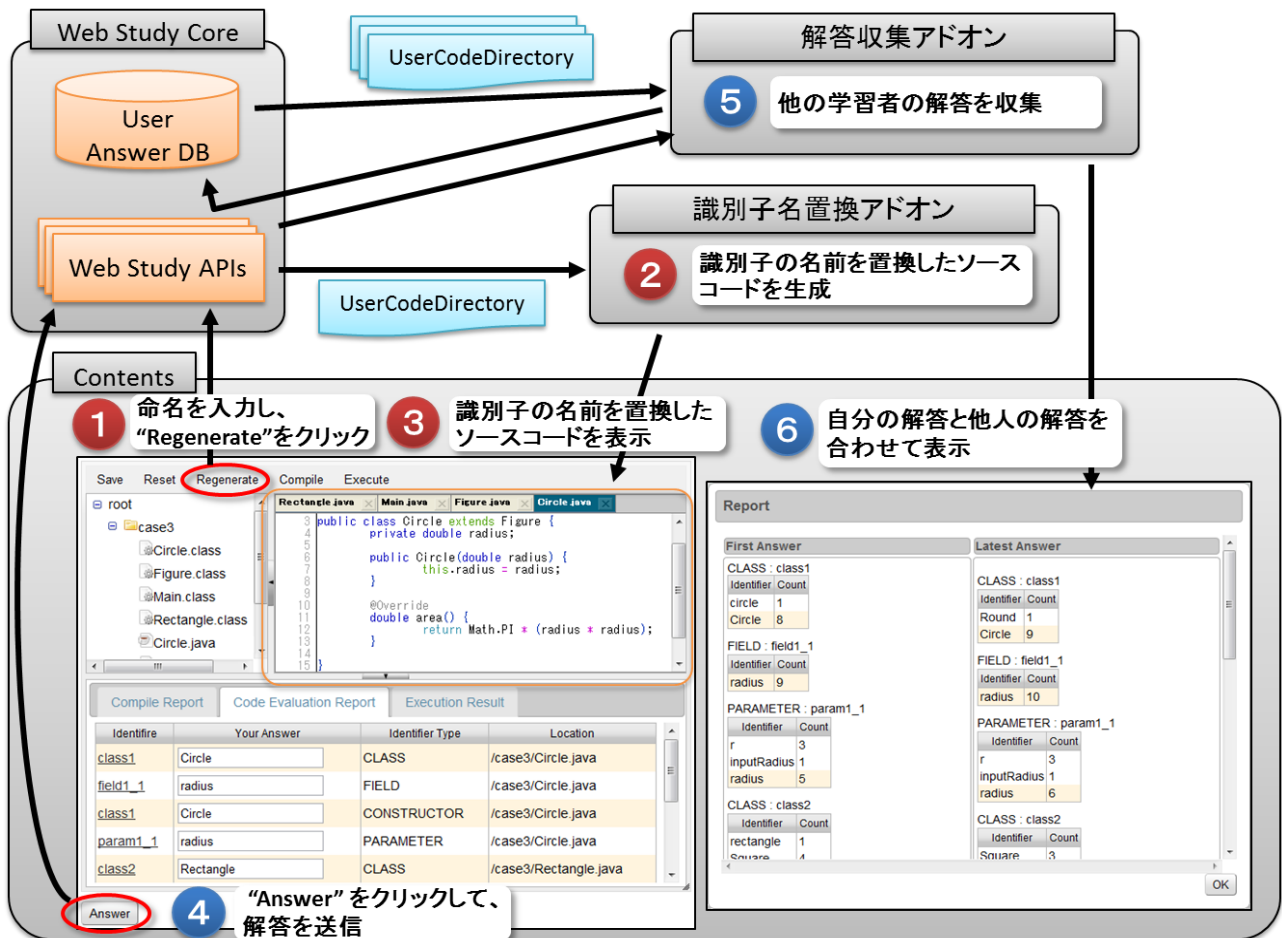 Web Study Core
User
Answer DB
Web Study APIs
UserCodeDirectory
UserCodeDirectory
解答収集アドオン
5
他の学習者の解答を収集
識別子名置換アドオン
2
識別子の名前を置換したソース
コードを生成
Contents
1
命名を入力し、
“Regenerate”をクリック
3
識別子の名前を置換した
ソースコードを表示
6
自分の解答と他人の解答を
合わせて表示
Save Reset Regenerate Compile Execute
root
case3
Circle.class
Figure.class
Main.class
Rectangle.class
Circle.java
Rectangle.java Main.java Figure.java Circle.java
3 public class Circle extends Figure {
4 private double radius;
5
6 public Circle(double radius) {
7 this.radius = radius;
8 }
9
10 @Override
11 double area() {
12 return Math.PI * (radius * radius);
13 }
14
15 }
Compile Report Code Evaluation Report Execution Result
Identifire Your Answer Identifier Type Location
class1 Circle CLASS /case3/Circle.java
field1_1 radius FIELD /case3/Circle.java
class1 Circle CONSTRUCTOR /case3/Circle.java
param1_1 radius PARAMETER /case3/Circle.java
class2 Rectangle CLASS /case3/Rectangle.java
Answer
4
“Answer” をクリックして、
解答を送信
Report
First Answer
CLASS : class1
Identifier Count
circle 1
Circle 8
FIELD : field1_1
Identifier Count
radius 9
PARAMETER : param1_1
Identifier Count
r 3
inputRadius 1
radius 5
CLASS : class2
Identifier Count
rectangle 1
Square 4
Latest Answer
CLASS : class1
Identifier Count
Round 1
Circle 9
FIELD : field1_1
Identifier Count
radius 10
PARAMETER : param1_1
Identifier Count
r 3
inputRadius 1
radius 6
CLASS : class2
Identifier Count
Square 3
OK